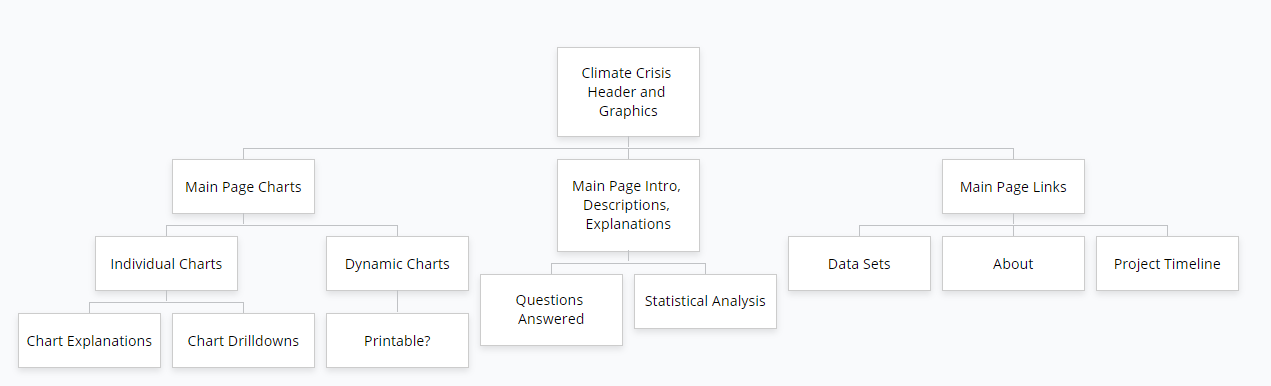 Climate Crisis
Header and
Graphics
Main Page Charts
Main Page Intro,
Descriptions,
Explanations
Main Page Links
Individual Charts
Dynamic Charts
Data Sets
About
Project Timeline
Questions
Answered
Statistical Analysis
Chart Explanations
Chart Drilldowns
Printable?